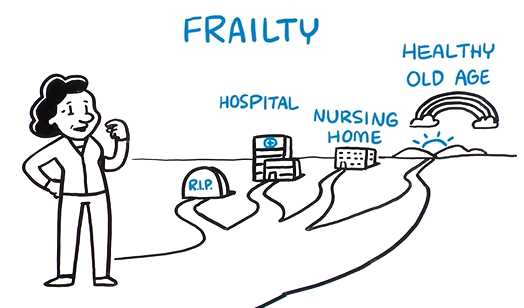 FRAILTY
HEALTHY
OLD AGE
HOSPITAL
NURSING
HOME
R.I.P.